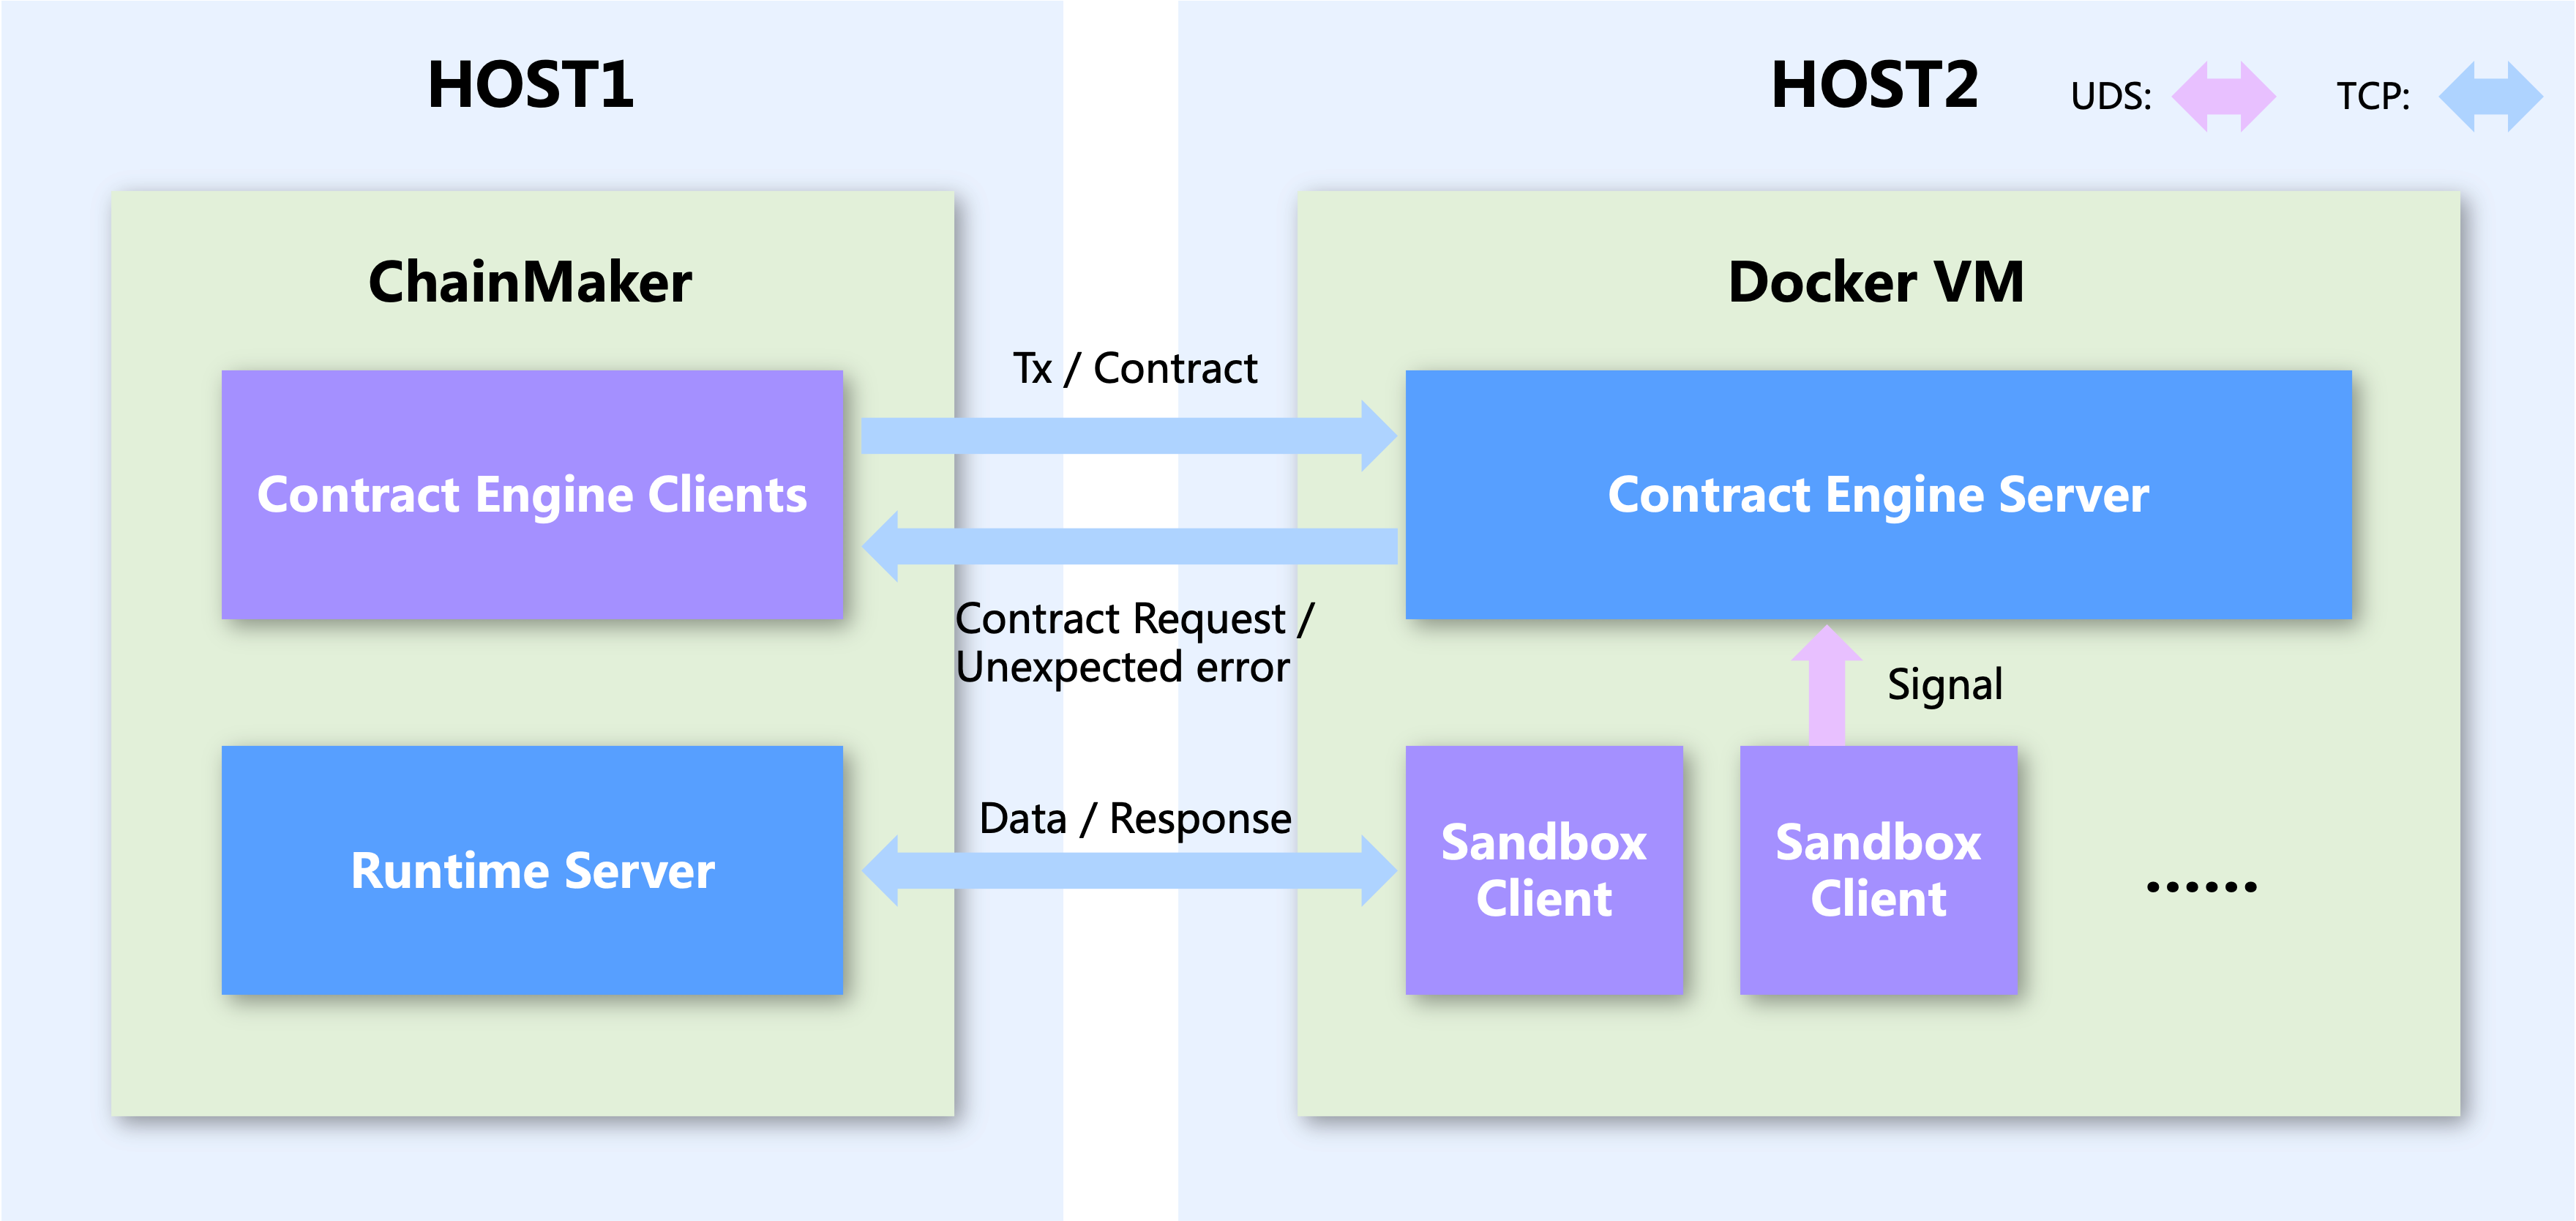 HOST1
HOST2
UDS:
TCP:
ChainMaker
Docker VM
Tx / Contract
Contract Engine Clients
Contract Engine Server
Contract Request /
Unexpected error
Signal
Data / Response
Runtime Server
Sandbox
Client
Sandbox
Client
......